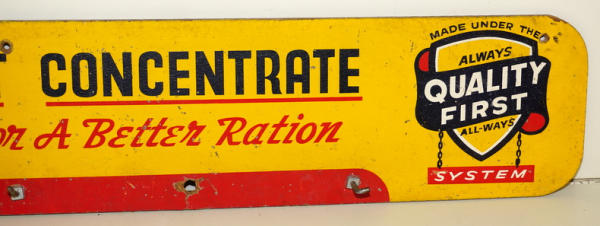 CONCENTRATE
or A Better Ration
MADE UNDER THE
ALWAYS
QUALITY
FIRST
ALL-WAYS
SYSTEM